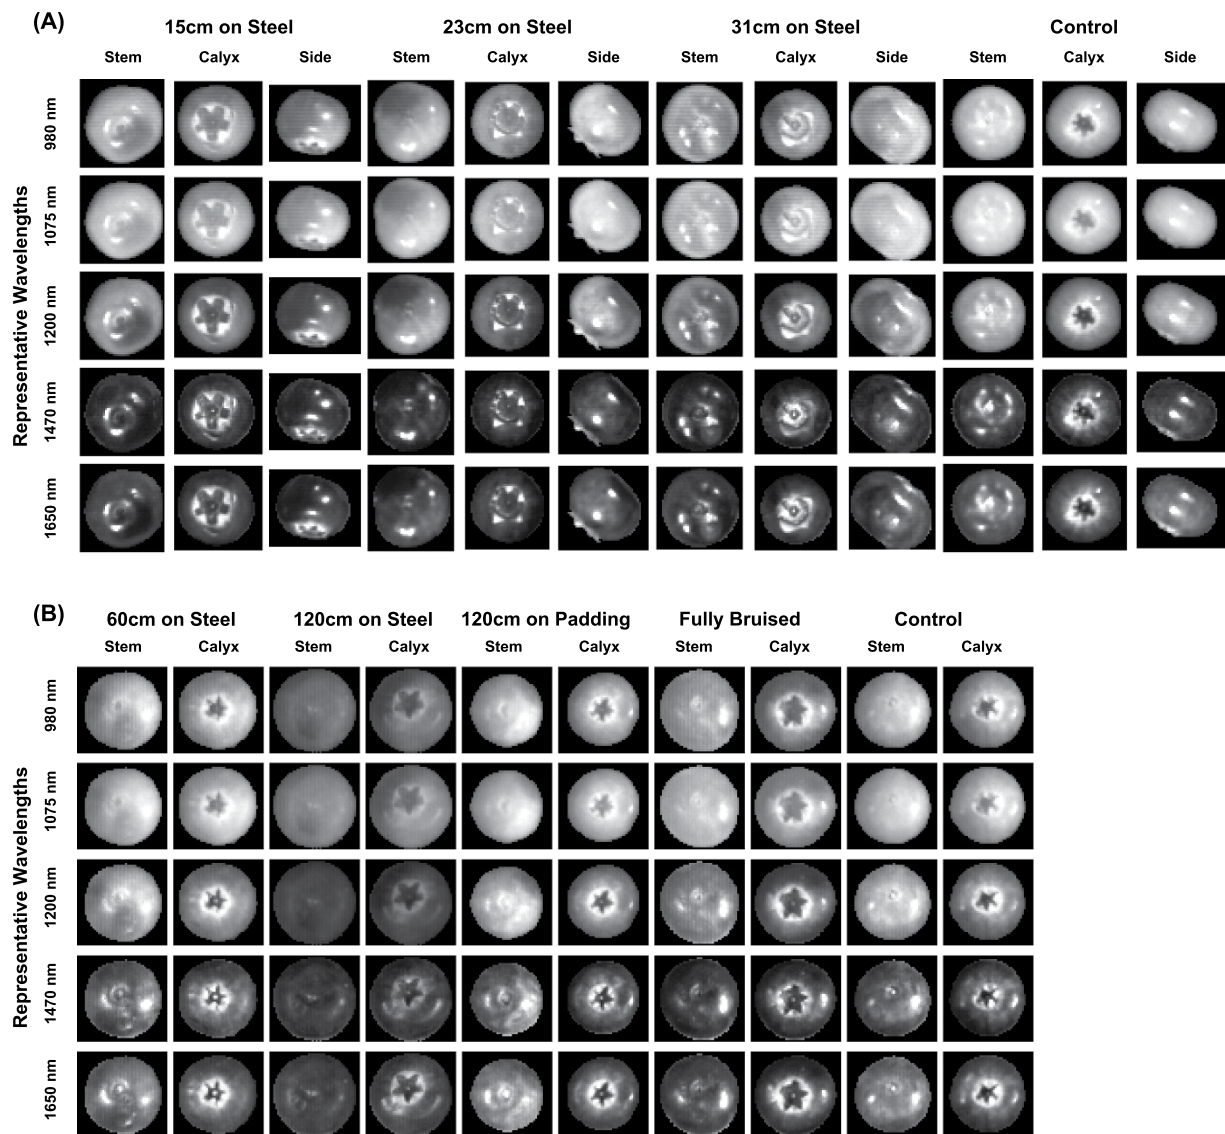 (A)
15cm on Steel 23cm on Steel 31cm on Steel Control
Stem Calyx Side Stem Calyx Side Stem Calyx Side Stem Calyx Side
Representative Wavelengths
980 nm
1075 nm
1200 nm
1470 nm
1650 nm
(B)
60cm on Steel 120cm on Steel 120cm on Padding Fully Bruised Control
Stem Calyx Stem Calyx Stem Calyx Stem Calyx Stem Calyx
Representative Wavelengths
980 nm
1075 nm
1200 nm
1470 nm
1650 nm